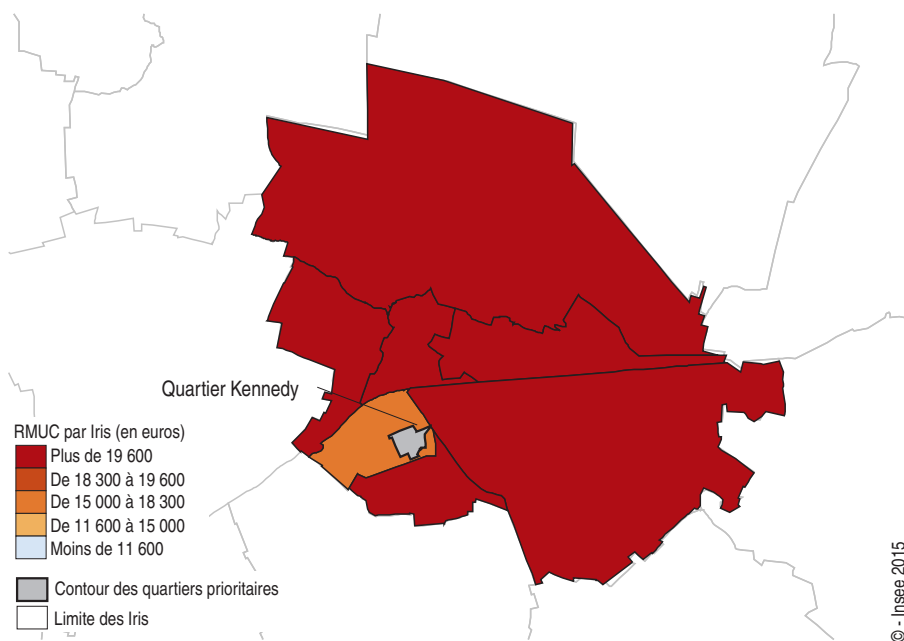 Quartier Kennedy
RMUC par Iris (en euros)
Plus de 19 600
De 18 300 à 19 600
De 15 000 à 18 300
De 11 600 à 15 000
Moins de 11 600
Contour des quartiers prioritaires
Limite des Iris
© - Insee 2015